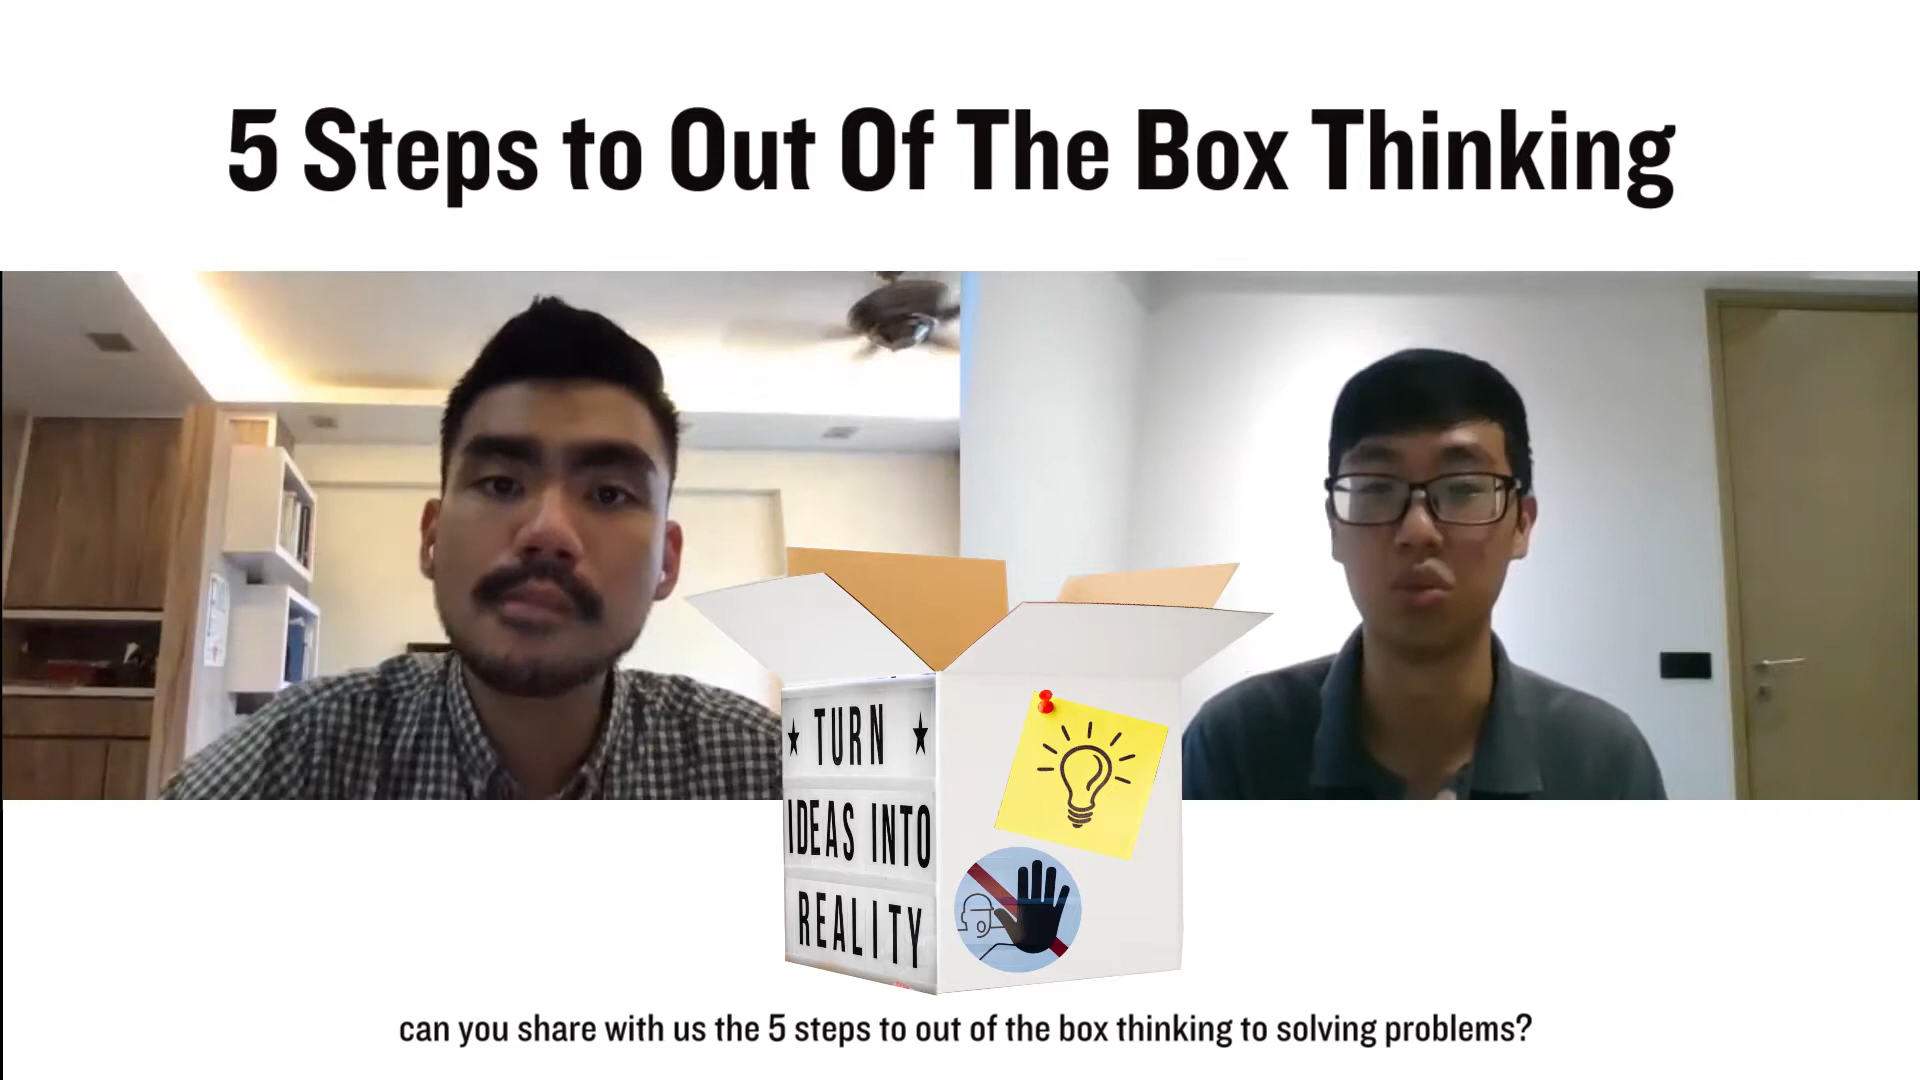 5 Steps to Out Of The Box Thinking
★ TURN ★
IDEAS INTO
REALITY
can you share with us the 5 steps to out of the box thinking to solving problems?